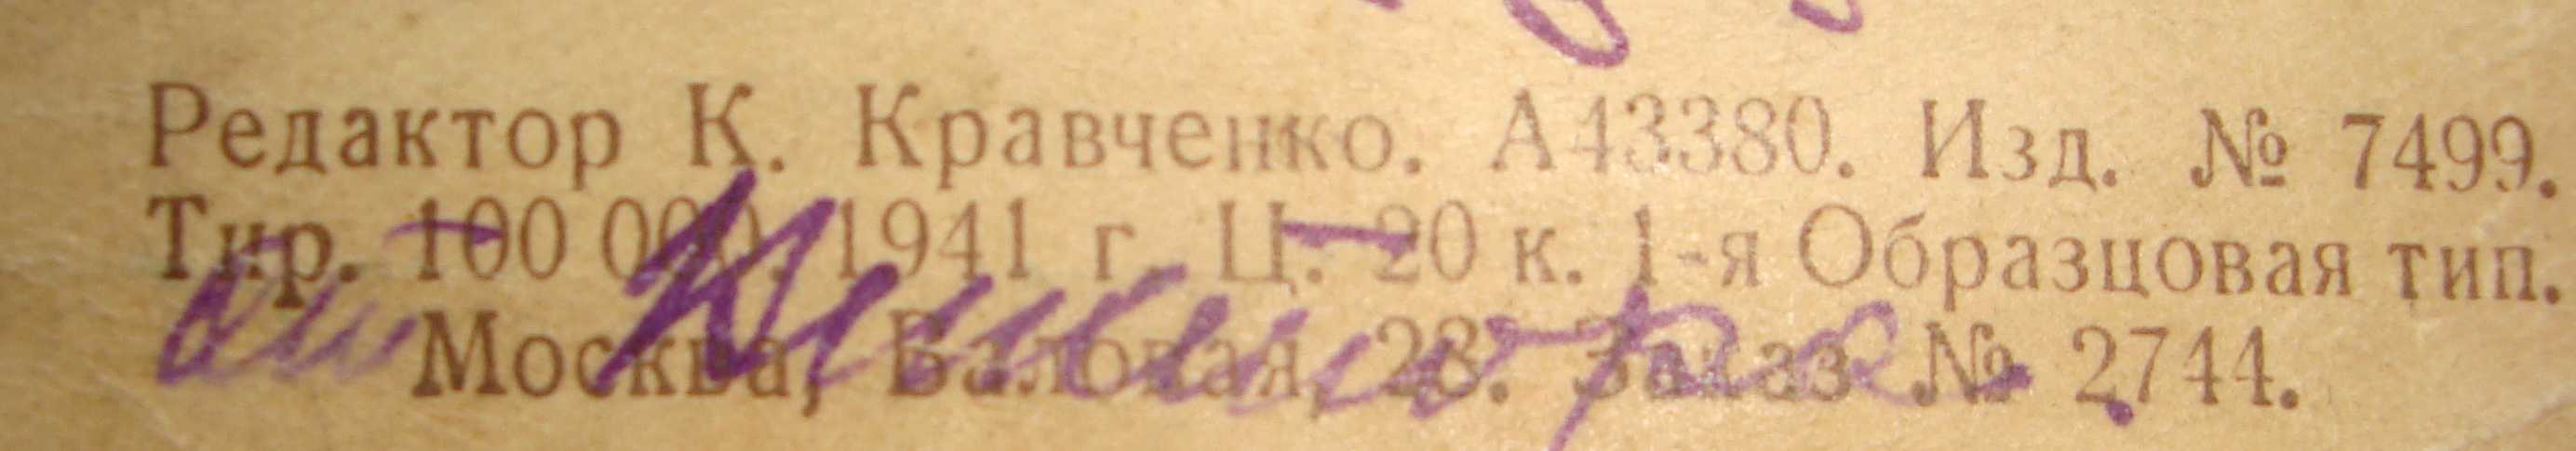 Редактор К. Кравченко. А43380. Изд. № 7499.
Тир. 100 000. 1941 г. Ц. 20 к. 1-я Образцовая тип.
Москва, Валовая, 28. Заказ № 2744.